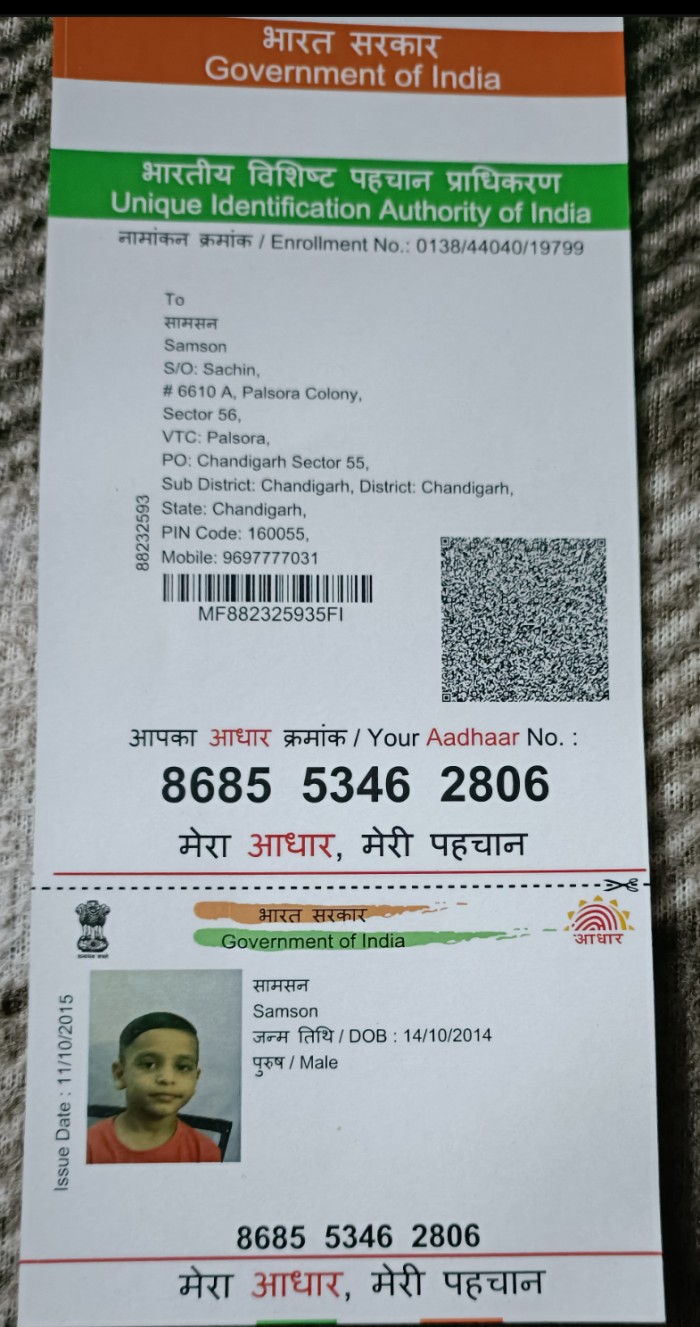 भारत सरकार
Government of India
भारतीय विशिष्ट पहचान प्राधिकरण
Unique Identification Authority of India
नामांकन क्रमांक / Enrollment No.: 0138/44040/19799
To
सामसन
Samson
S/O: Sachin,
# 6610 A, Palsora Colony,
Sector 56,
VTC: Palsora,
PO: Chandigarh Sector 55,
Sub District: Chandigarh, District: Chandigarh,
State: Chandigarh,
PIN Code: 160055,
Mobile: 9697777031
88232593
MF882325935FI
आपका आधार क्रमांक / Your Aadhaar No. :
8685 5346 2806
मेरा आधार, मेरी पहचान
भारत सरकार
Government of India
आधार
सामसन
Samson
जन्म तिथि / DOB : 14/10/2014
पुरुष / Male
Issue Date : 11/10/2015
8685 5346 2806
मेरा आधार, मेरी पहचान